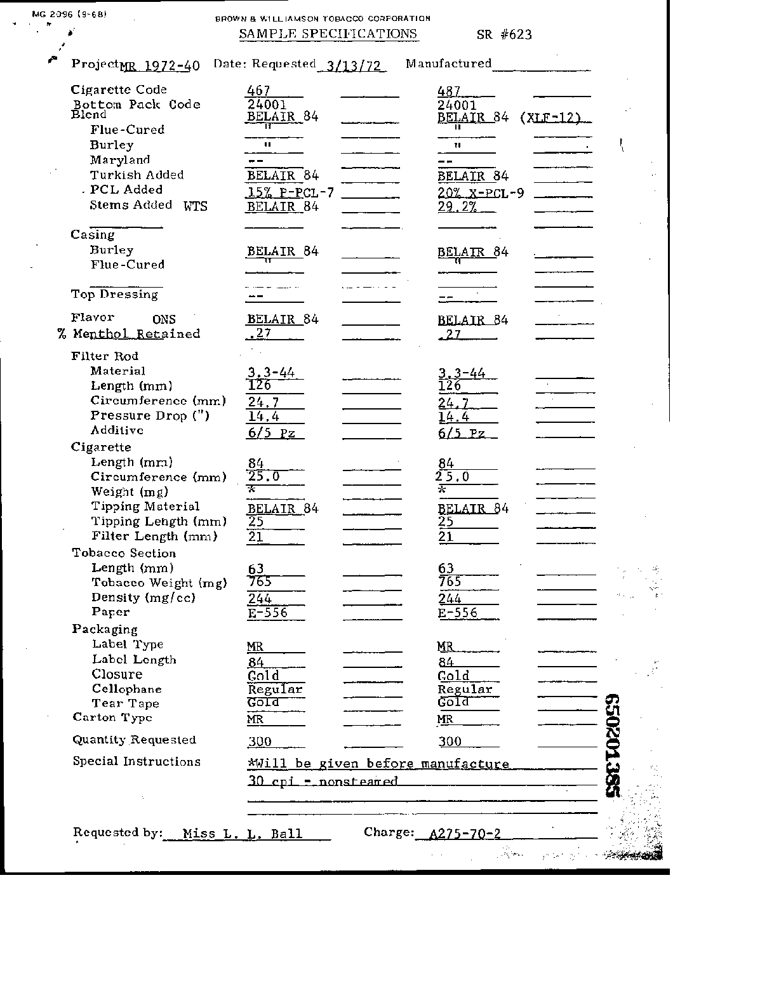 MG 2096 (9-68)
BROWN & WILLIAMSON TOBACCO CORPORATION
SAMPLE SPECIFICATIONS SR #623
Project MR 1972-40 Date: Requested 3/13/72 Manufactured
Cigarette Code 467 487
Bottom Pack Code 24001 24001
Blend BELAIR 84 BELAIR 84 (XLF-12)
Flue-Cured " "
Burley " "
Maryland -- --
Turkish Added BELAIR 84 BELAIR 84
PCL Added 15% P-PCL-7 20% X-PCL-9
Stems Added WTS BELAIR 84 29.2%
Casing
Burley BELAIR 84 BELAIR 84
Flue-Cured " "
Top Dressing -- --
Flavor ONS BELAIR 84 BELAIR 84
% Menthol Retained .27 .27
Filter Rod
Material 3.3-44 3.3-44
Length (mm) 126 126
Circumference (mm) 24.7 24.7
Pressure Drop (") 14.4 14.4
Additive 6/5 Pz 6/5 Pz
Cigarette
Length (mm) 84 84
Circumference (mm) 25.0 25.0
Weight (mg) * *
Tipping Material BELAIR 84 BELAIR 84
Tipping Length (mm) 25 25
Filter Length (mm) 21 21
Tobacco Section
Length (mm) 63 63
Tobacco Weight (mg) 765 765
Density (mg/cc) 244 244
Paper E-556 E-556
Packaging
Label Type MR MR
Label Length 84 84
Closure Gold Gold
Cellophane Regular Regular
Tear Tape Gold Gold
Carton Type MR MR
Quantity Requested 300 300
Special Instructions *Will be given before manufacture
30 cpi - nonsteamed
Requested by: Miss L. L. Ball Charge: A275-70-2
650201385